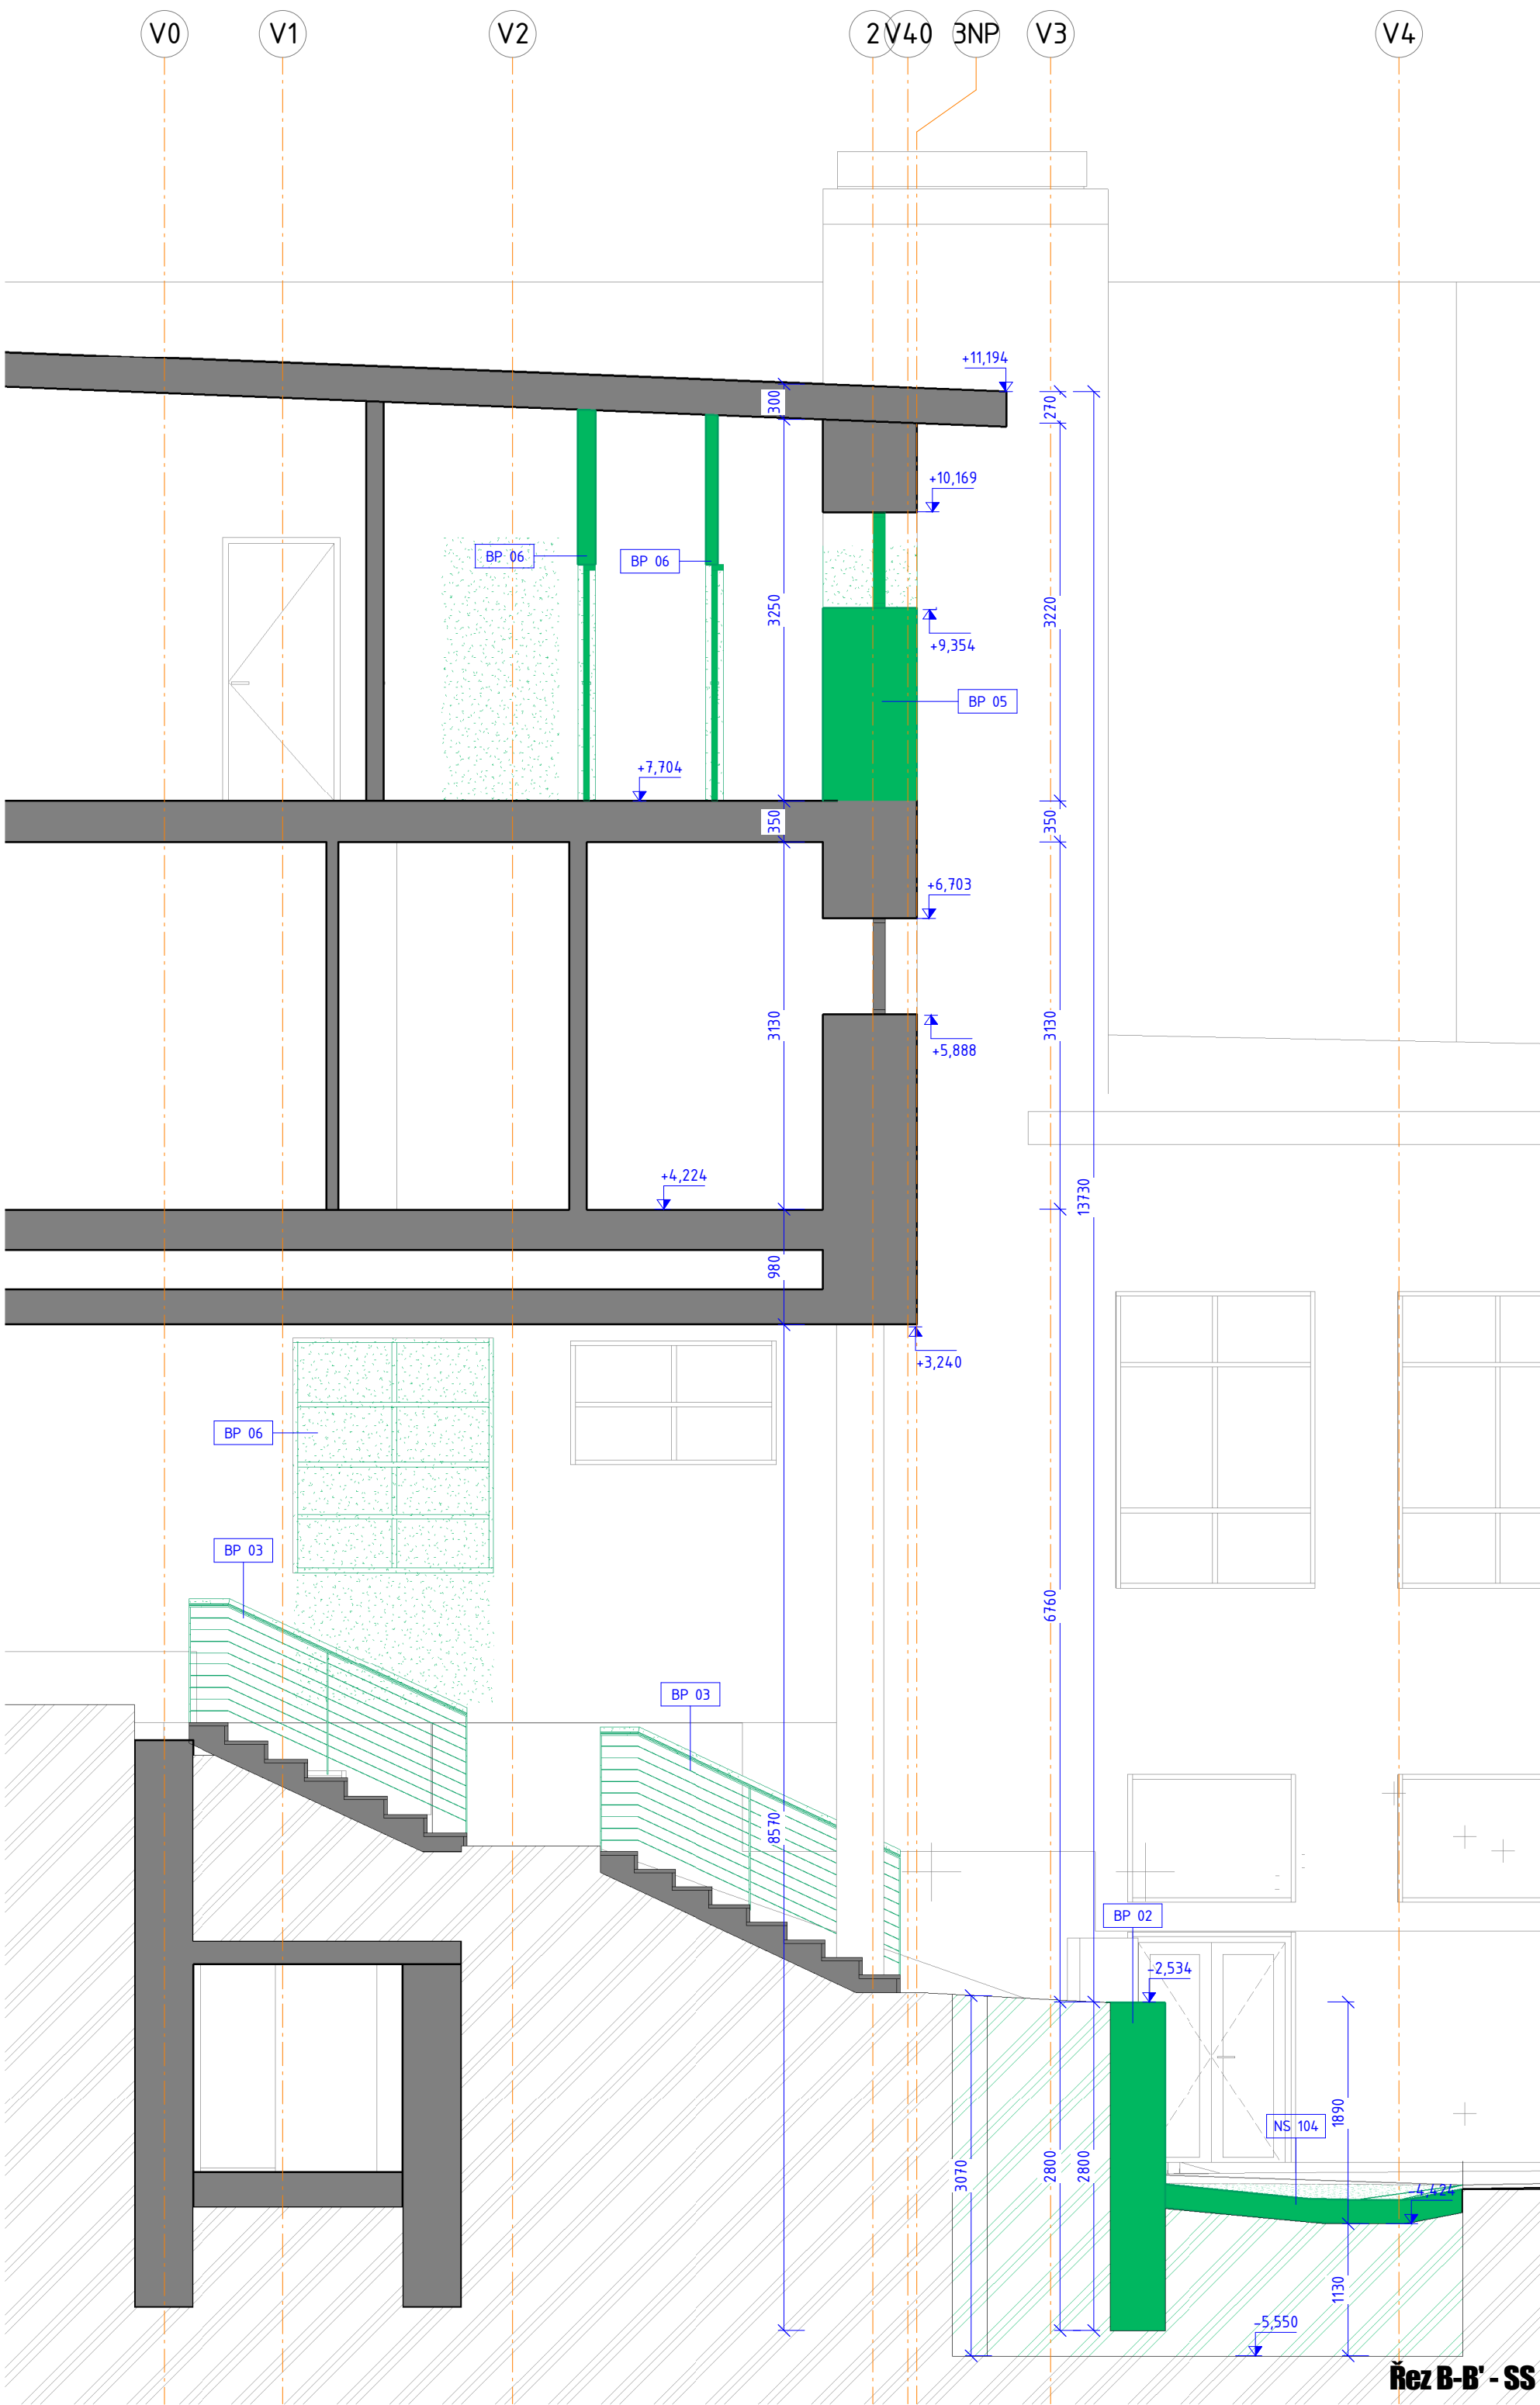 V0
V1
V2
2
V40
3NP
V3
V4
+11,194
300
270
+10,169
BP 06
BP 06
3250
3220
+9,354
BP 05
+7,704
350
350
+6,703
3130
3130
+5,888
+4,224
13730
980
+3,240
BP 06
BP 03
6760
BP 03
8570
BP 02
-2,534
1890
NS 104
3070
2800
2800
-4,424
1130
-5,550
Řez B-B' - SS